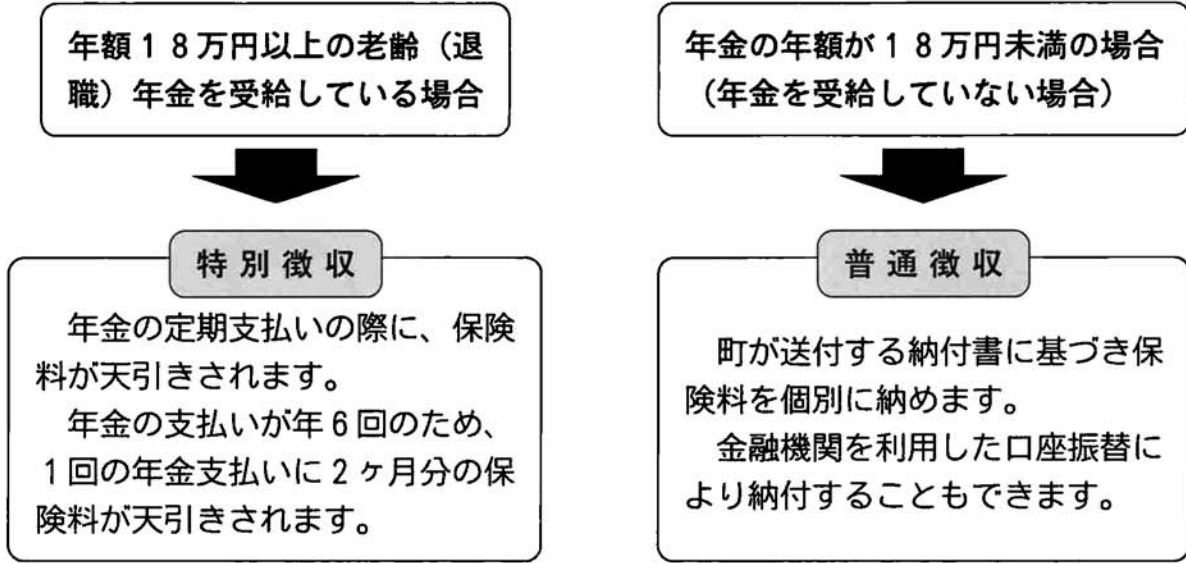 年額１８万円以上の老齢（退
職）年金を受給している場合
特別徴収
年金の定期支払いの際に、保険
料が天引きされます。
年金の支払いが年６回のため、
１回の年金支払いに２ヶ月分の保
険料が天引きされます。
年金の年額が１８万円未満の場合
（年金を受給していない場合）
普通徴収
町が送付する納付書に基づき保
険料を個別に納めます。
金融機関を利用した口座振替に
より納付することもできます。